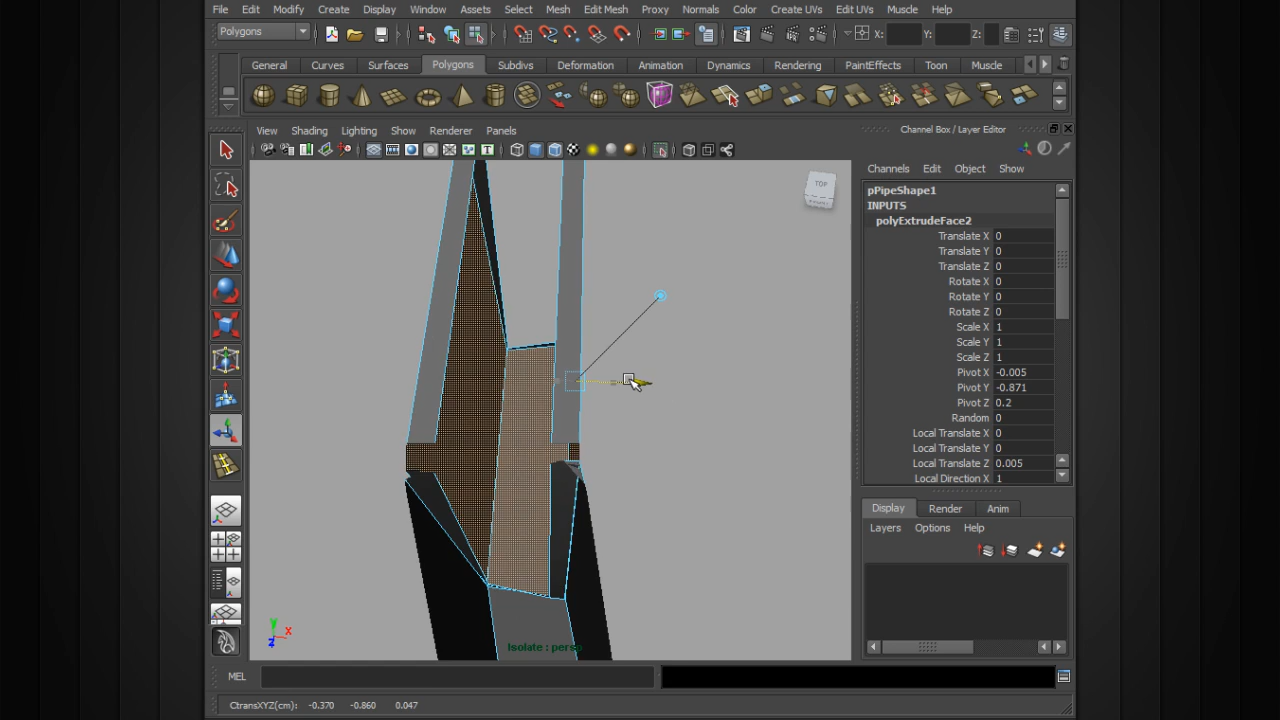 File Edit Modify Create Display Window Assets Select Mesh Edit Mesh Proxy Normals Color Create UVs Edit UVs Muscle Help
Polygons X: Y: Z:
General Curves Surfaces Polygons Subdivs Deformation Animation Dynamics Rendering PaintEffects Toon Muscle
View Shading Lighting Show Renderer Panels
Channel Box / Layer Editor
Channels Edit Object Show
TOP
pPipeShape1
INPUTS
polyExtrudeFace2
Translate X 0
Translate Y 0
Translate Z 0
Rotate X 0
Rotate Y 0
Rotate Z 0
Scale X 1
Scale Y 1
Scale Z 1
Pivot X -0.005
Pivot Y -0.871
Pivot Z 0.2
Random 0
Local Translate X 0
Local Translate Y 0
Local Translate Z 0.005
Local Direction X 1
Display Render Anim
Layers Options Help
y x z
Isolate : persp
MEL
CtransXYZ(cm): -0.370 -0.860 0.047